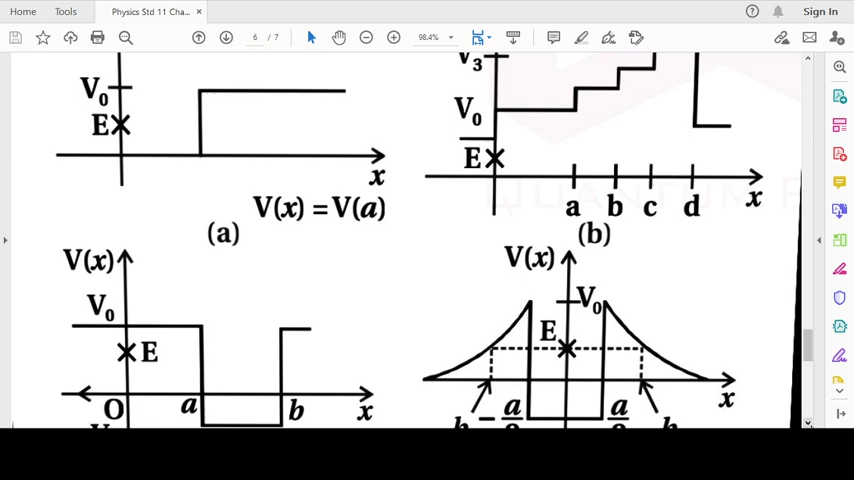 Home Tools Physics Std 11 Cha... × Sign In
6 / 7 98.4%
V₀
E
x
V(x) = V(a)
(a)
V₃
V₀
E
a b c d x
(b)
V(x)
V₀
E
O a b x
V(x)
V₀
E
x